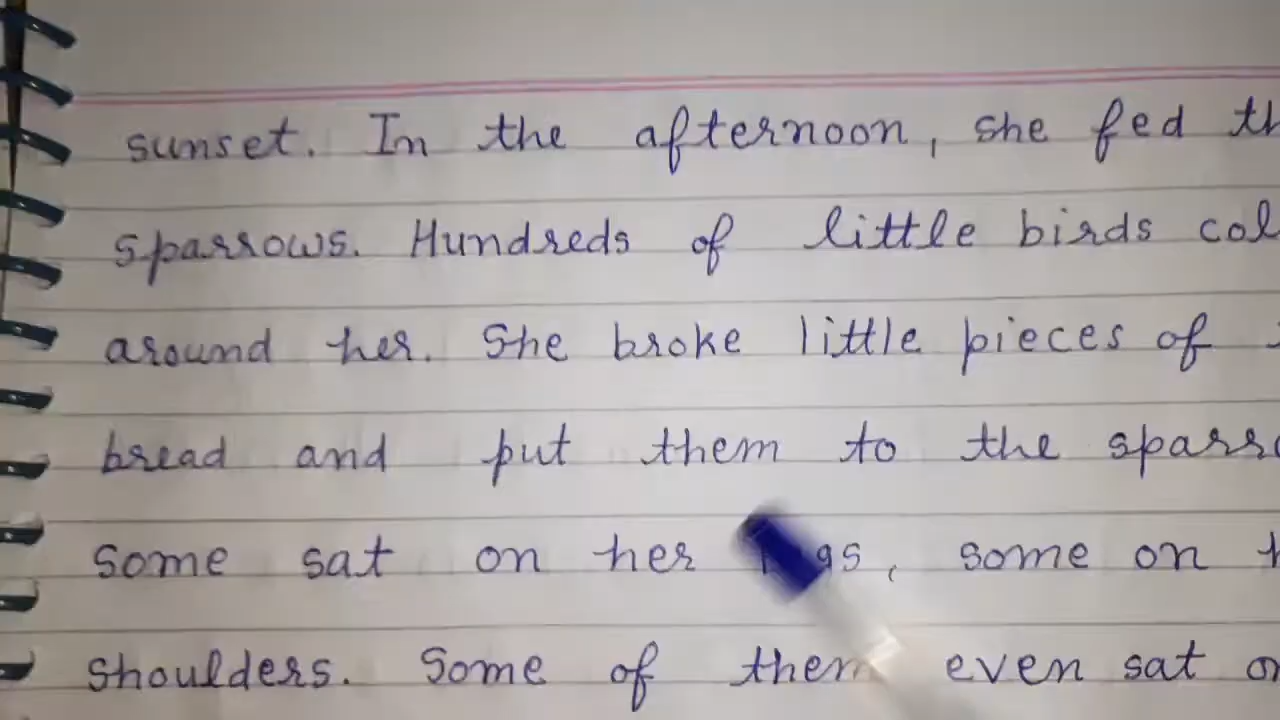 sunset. In the afternoon, she fed
sparrows. Hundreds of little birds
around her. She broke little pieces of
bread and put them to the
some sat on her , some on
shoulders. Some of them even sat